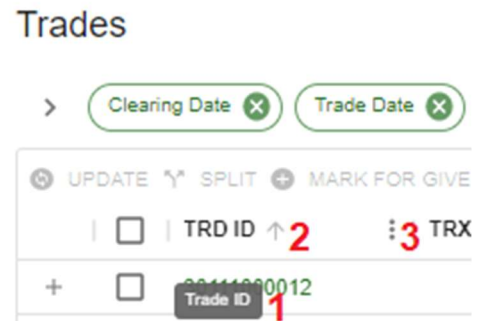 Trades
Clearing Date Trade Date
UPDATE SPLIT MARK FOR GIVE
TRD ID 2 3 TRX
Trade ID 1